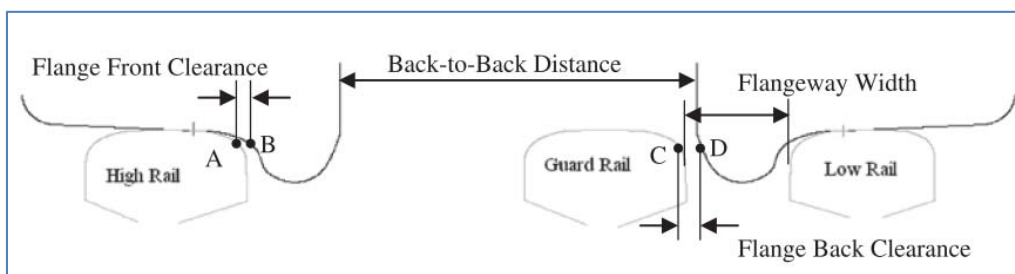 Flange Front Clearance
Back-to-Back Distance
Flangeway Width
A
B
C
D
High Rail
Guard Rail
Low Rail
Flange Back Clearance